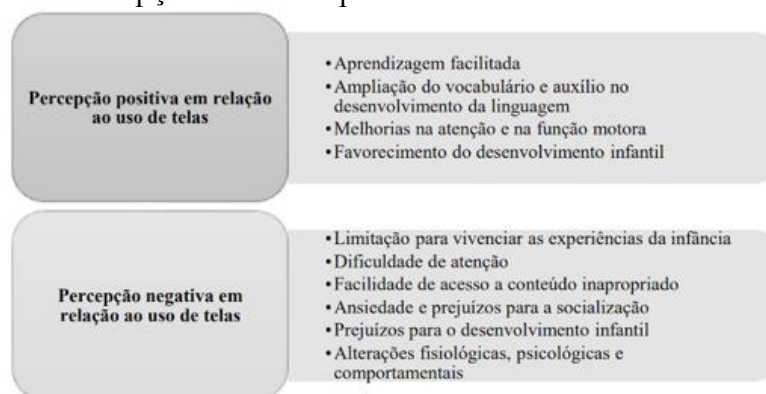 Percepção positiva em relação
ao uso de telas
•Aprendizagem facilitada
•Ampliação do vocabulário e auxílio no
desenvolvimento da linguagem
•Melhorias na atenção e na função motora
•Favorecimento do desenvolvimento infantil
Percepção negativa em
relação ao uso de telas
•Limitação para vivenciar as experiências da infância
•Dificuldade de atenção
•Facilidade de acesso a conteúdo inapropriado
•Ansiedade e prejuízos para a socialização
•Prejuízos para o desenvolvimento infantil
•Alterações fisiológicas, psicológicas e
comportamentais